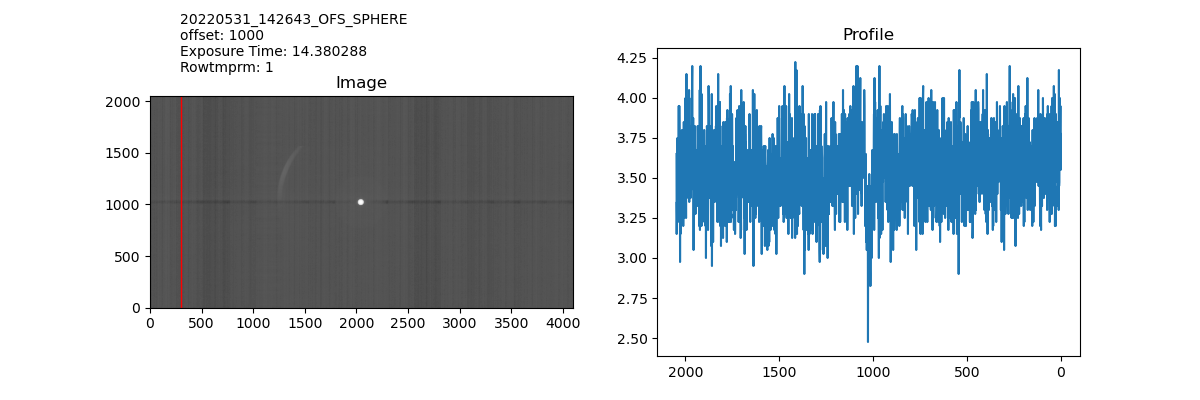 20220531_142643_OFS_SPHERE
offset: 1000
Exposure Time: 14.380288
Rowtmprm: 1
Image
2000
1500
1000
500
0
0 500 1000 1500 2000 2500 3000 3500 4000
Profile
4.25
4.00
3.75
3.50
3.25
3.00
2.75
2.50
2000 1500 1000 500 0